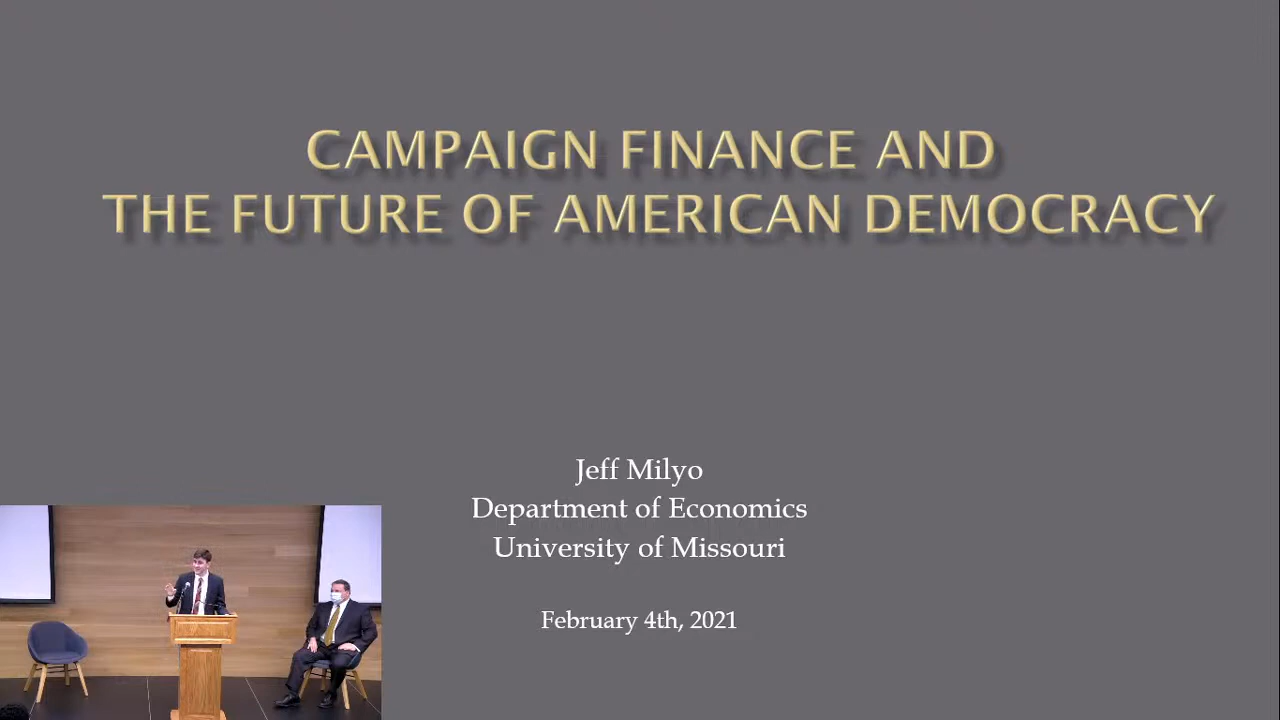 CAMPAIGN FINANCE AND
THE FUTURE OF AMERICAN DEMOCRACY
Jeff Milyo
Department of Economics
University of Missouri
February 4th, 2021